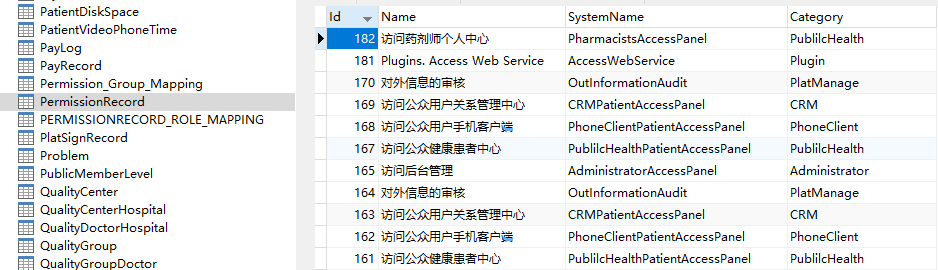 PatientDiskSpace
PatientVideoPhoneTime
PayLog
PayRecord
Permission_Group_Mapping
PermissionRecord
PERMISSIONRECORD_ROLE_MAPPING
PlatSignRecord
Problem
PublicMemberLevel
QualityCenter
QualityCenterHospital
QualityDoctorHospital
QualityGroup
QualityGroupDoctor
Id Name SystemName Category
182 访问药剂师个人中心 PharmacistsAccessPanel PublilcHealth
181 Plugins. Access Web Service AccessWebService Plugin
170 对外信息的审核 OutInformationAudit PlatManage
169 访问公众用户关系管理中心 CRMPatientAccessPanel CRM
168 访问公众用户手机客户端 PhoneClientPatientAccessPanel PhoneClient
167 访问公众健康患者中心 PublilcHealthPatientAccessPanel PublilcHealth
165 访问后台管理 AdministratorAccessPanel Administrator
164 对外信息的审核 OutInformationAudit PlatManage
163 访问公众用户关系管理中心 CRMPatientAccessPanel CRM
162 访问公众用户手机客户端 PhoneClientPatientAccessPanel PhoneClient
161 访问公众健康患者中心 PublilcHealthPatientAccessPanel PublilcHealth